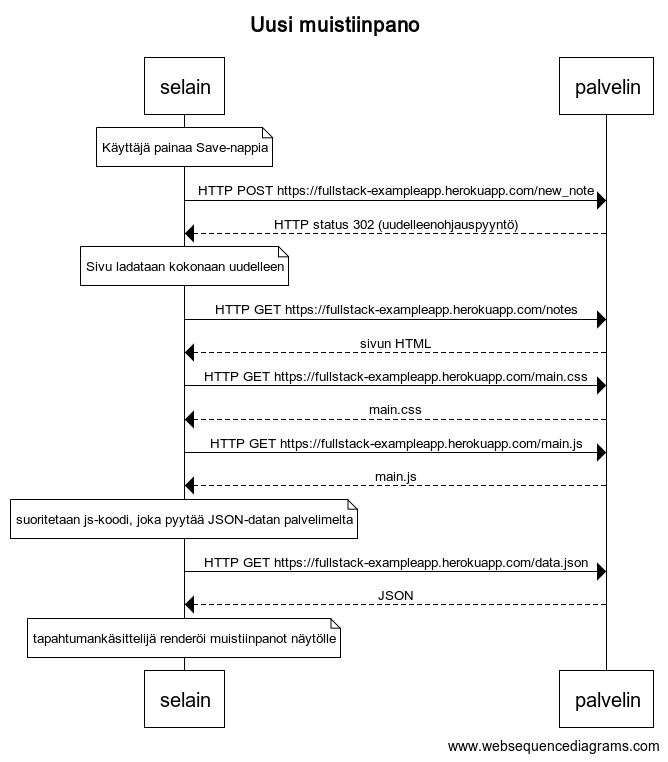 Uusi muistiinpano
selain
palvelin
Käyttäjä painaa Save-nappia
HTTP POST https://fullstack-exampleapp.herokuapp.com/new_note
HTTP status 302 (uudelleenohjauspyyntö)
Sivu ladataan kokonaan uudelleen
HTTP GET https://fullstack-exampleapp.herokuapp.com/notes
sivun HTML
HTTP GET https://fullstack-exampleapp.herokuapp.com/main.css
main.css
HTTP GET https://fullstack-exampleapp.herokuapp.com/main.js
main.js
suoritetaan js-koodi, joka pyytää JSON-datan palvelimelta
HTTP GET https://fullstack-exampleapp.herokuapp.com/data.json
JSON
tapahtumankäsittelijä renderöi muistiinpanot näytölle
selain
palvelin
www.websequencediagrams.com